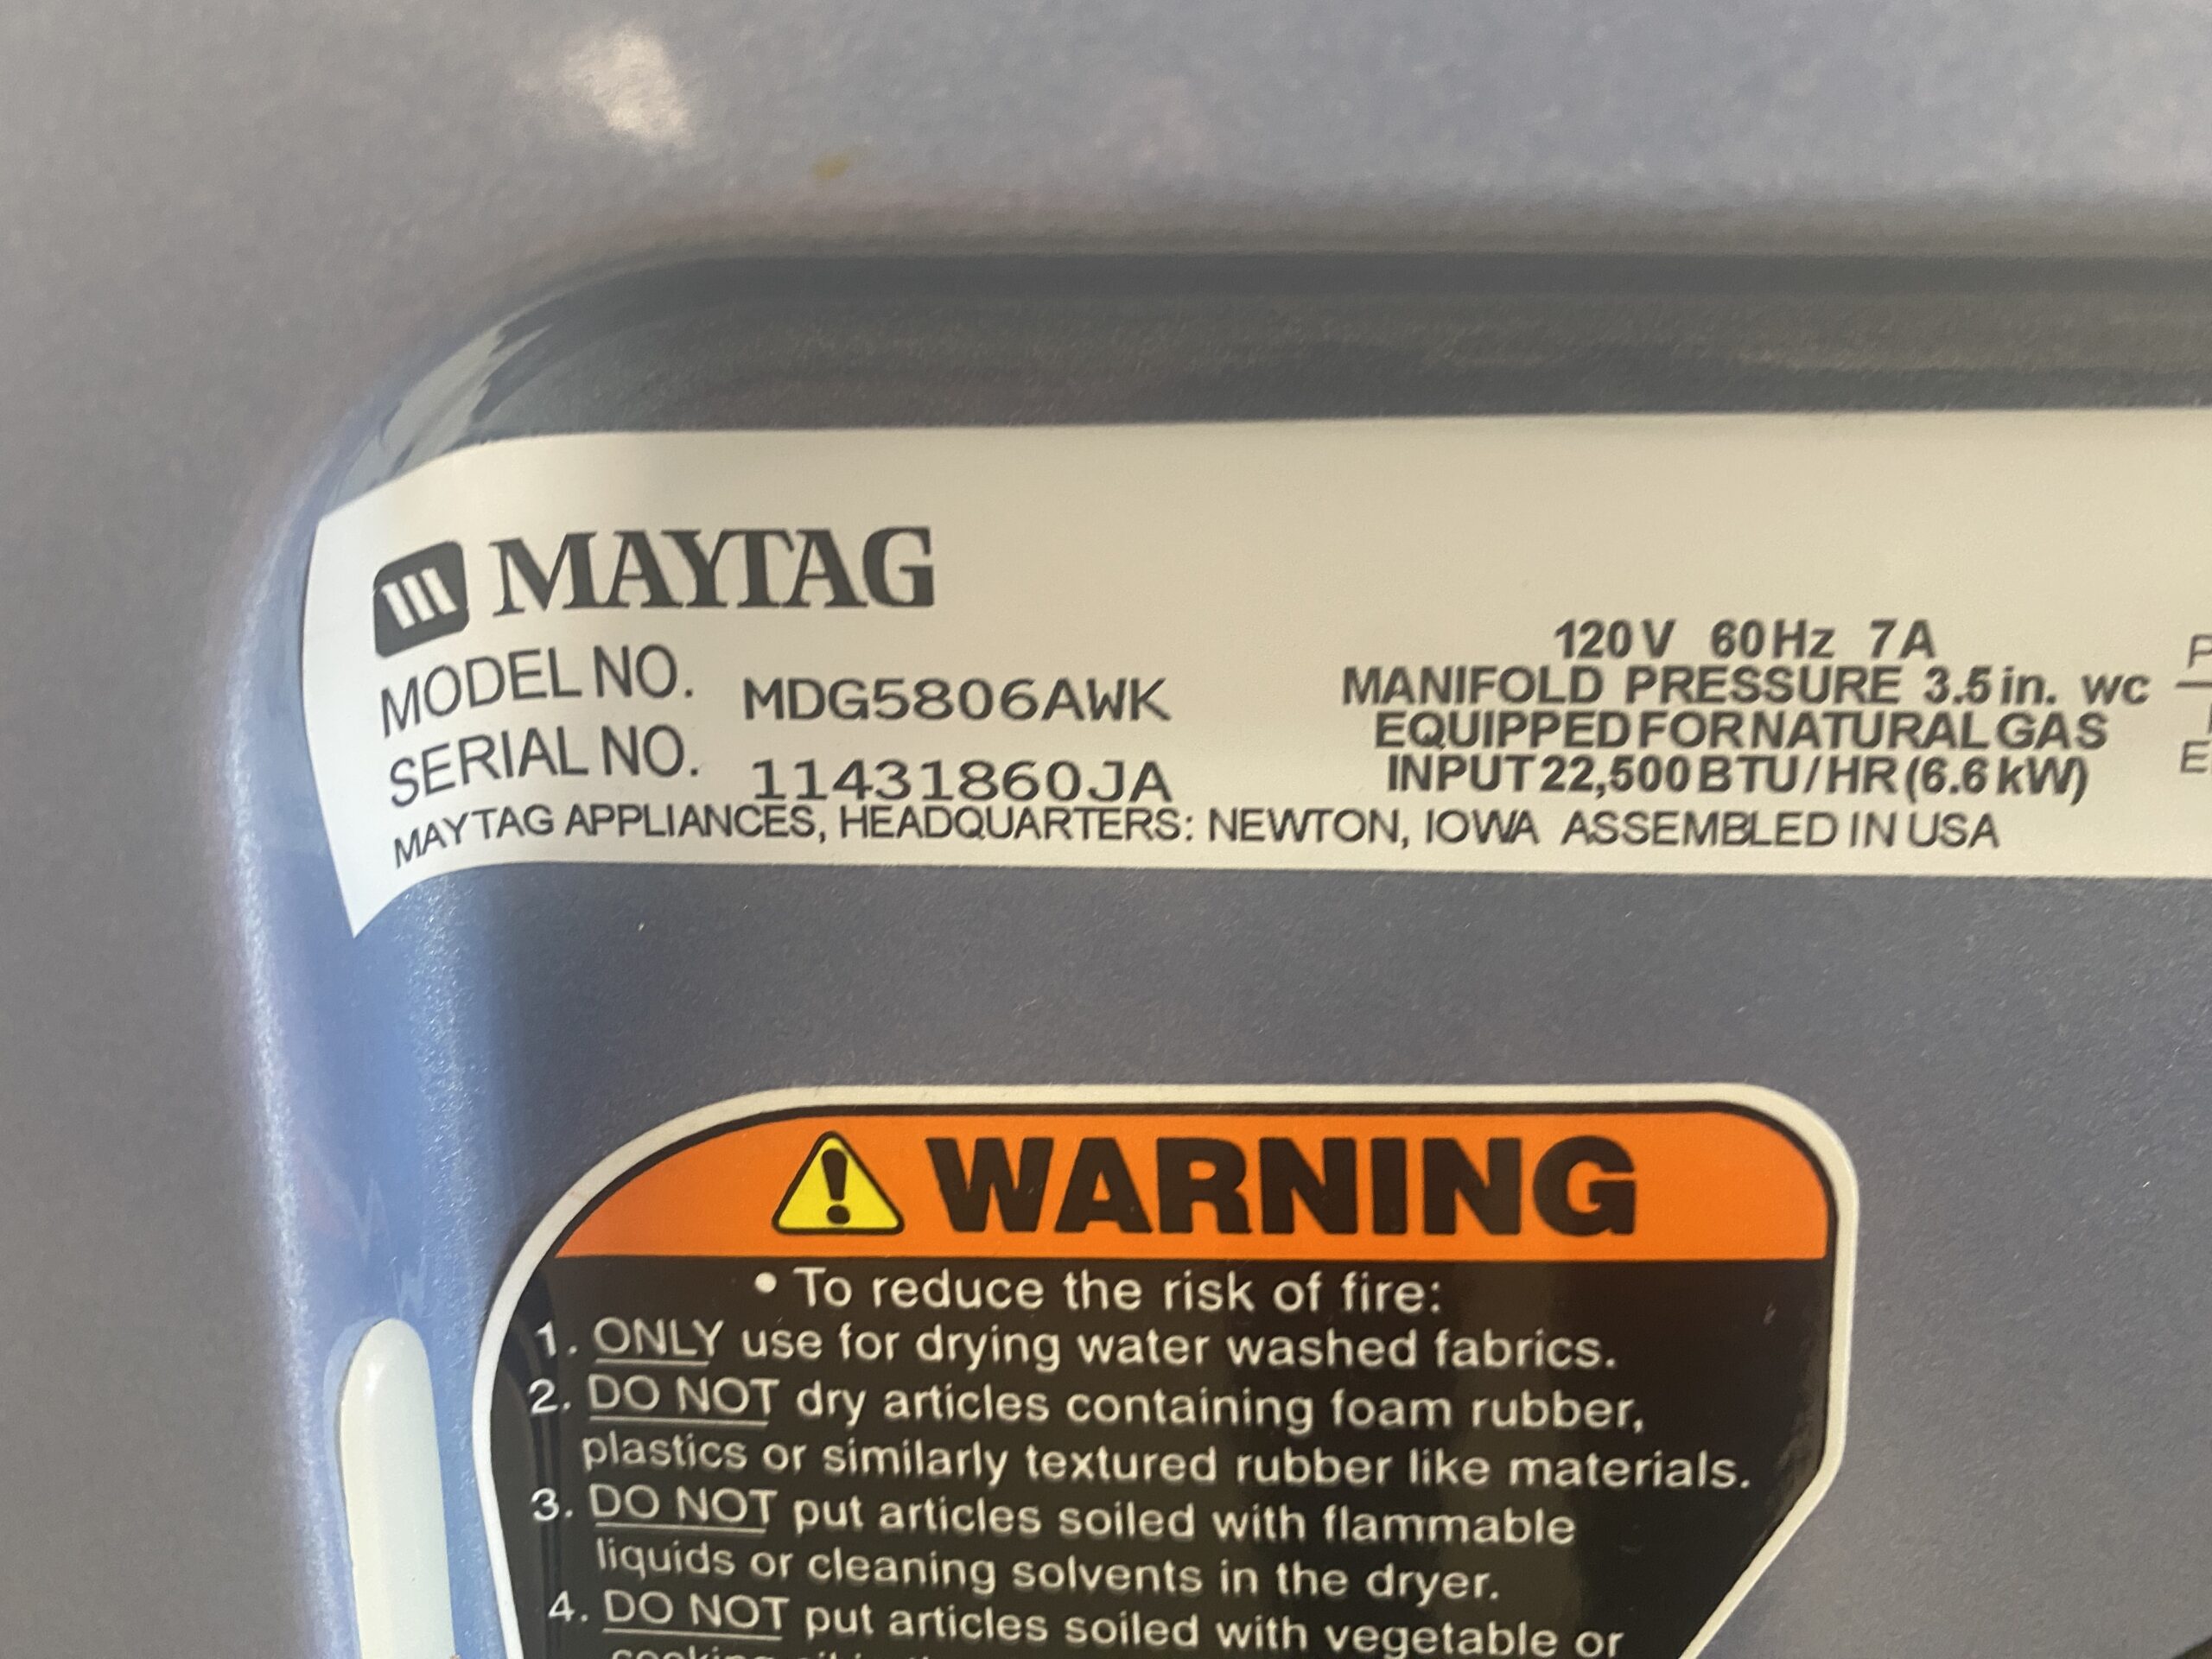 MAYTAG
MODEL NO. MDG5806AWK
SERIAL NO. 11431860JA
MAYTAG APPLIANCES, HEADQUARTERS: NEWTON, IOWA ASSEMBLED IN USA
120V 60Hz 7A
MANIFOLD PRESSURE 3.5 in. wc
EQUIPPED FOR NATURAL GAS
INPUT 22,500 BTU/HR (6.6 kW)
WARNING
• To reduce the risk of fire:
1. ONLY use for drying water washed fabrics.
2. DO NOT dry articles containing foam rubber,
plastics or similarly textured rubber like materials.
3. DO NOT put articles soiled with flammable
liquids or cleaning solvents in the dryer.
4. DO NOT put articles soiled with vegetable or